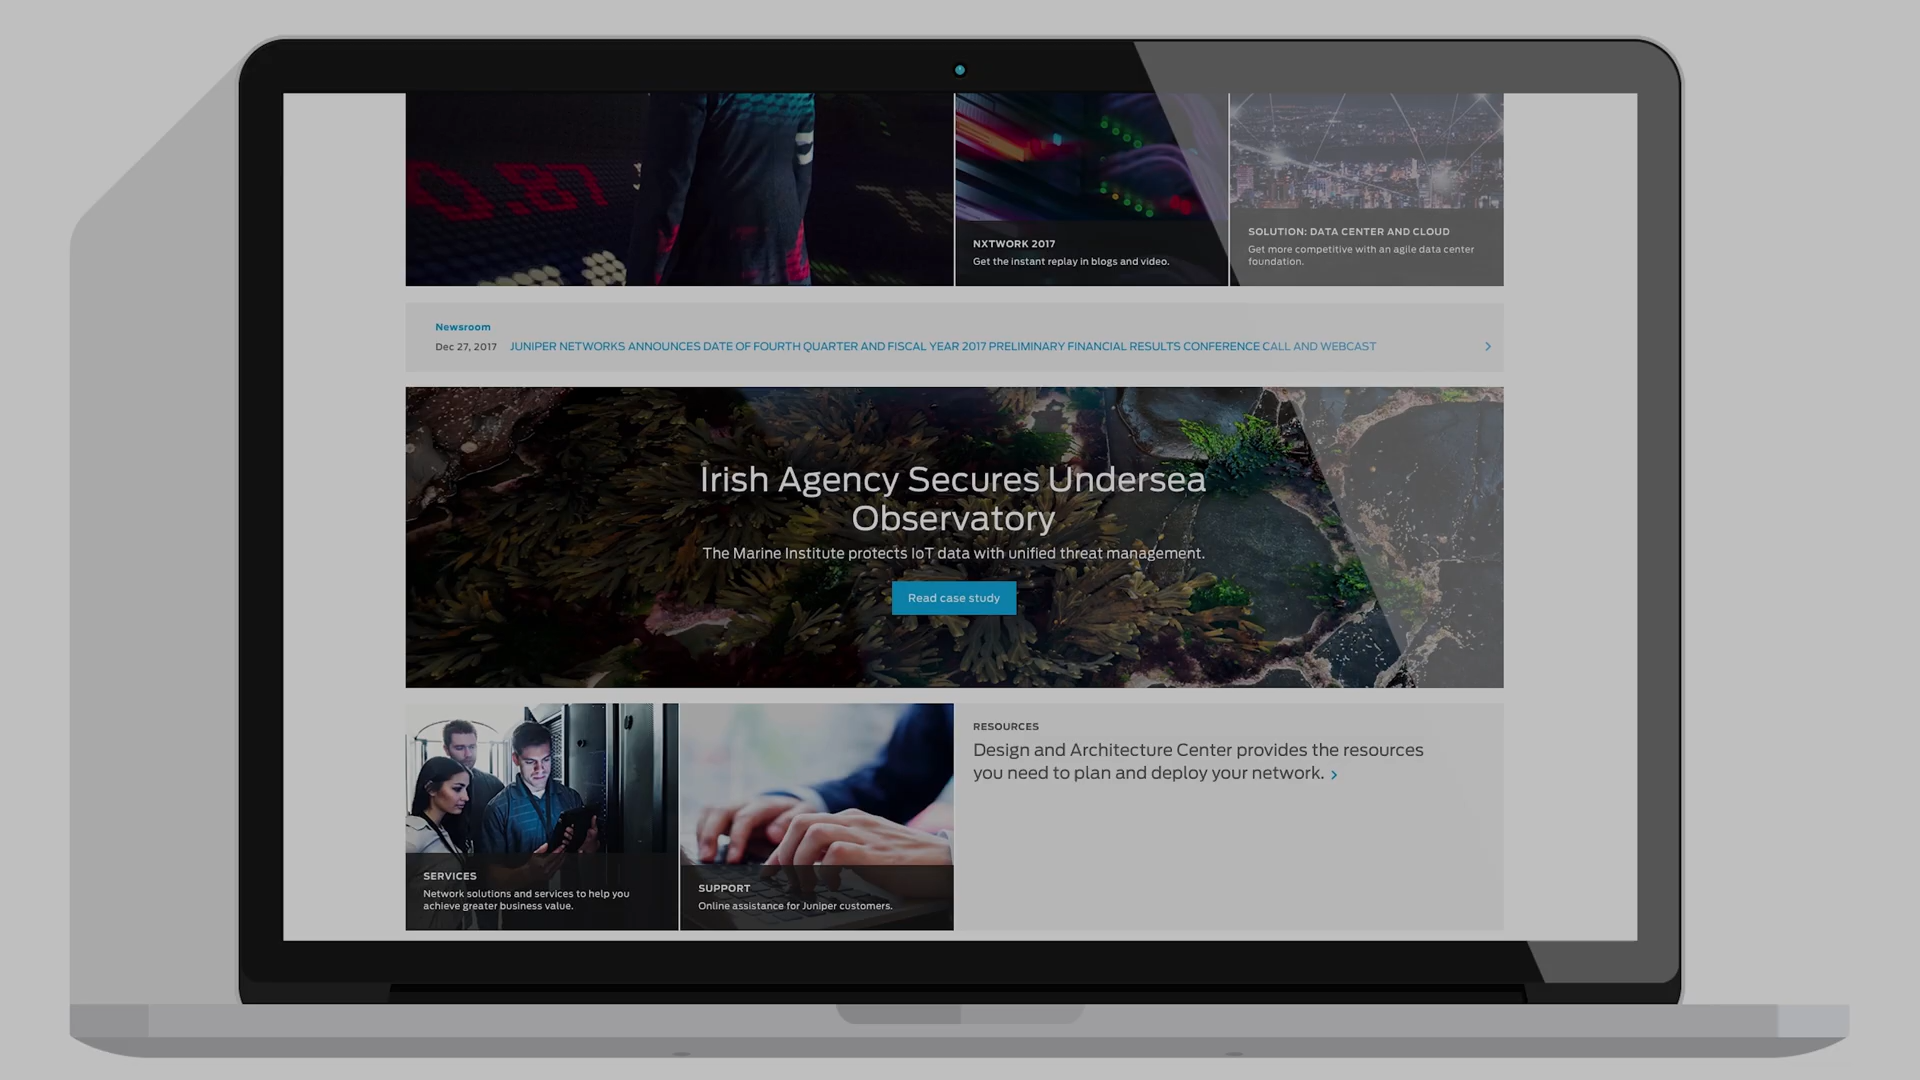 0.87
NXTWORK 2017
Get the instant replay in blogs and video.
SOLUTION: DATA CENTER AND CLOUD
Get more competitive with an agile data center
foundation.
Newsroom
Dec 27, 2017 JUNIPER NETWORKS ANNOUNCES DATE OF FOURTH QUARTER AND FISCAL YEAR 2017 PRELIMINARY FINANCIAL RESULTS CONFERENCE CALL AND WEBCAST
Irish Agency Secures Undersea
Observatory
The Marine Institute protects IoT data with unified threat management.
Read case study
SERVICES
Network solutions and services to help you
achieve greater business value.
SUPPORT
Online assistance for Juniper customers.
RESOURCES
Design and Architecture Center provides the resources
you need to plan and deploy your network.